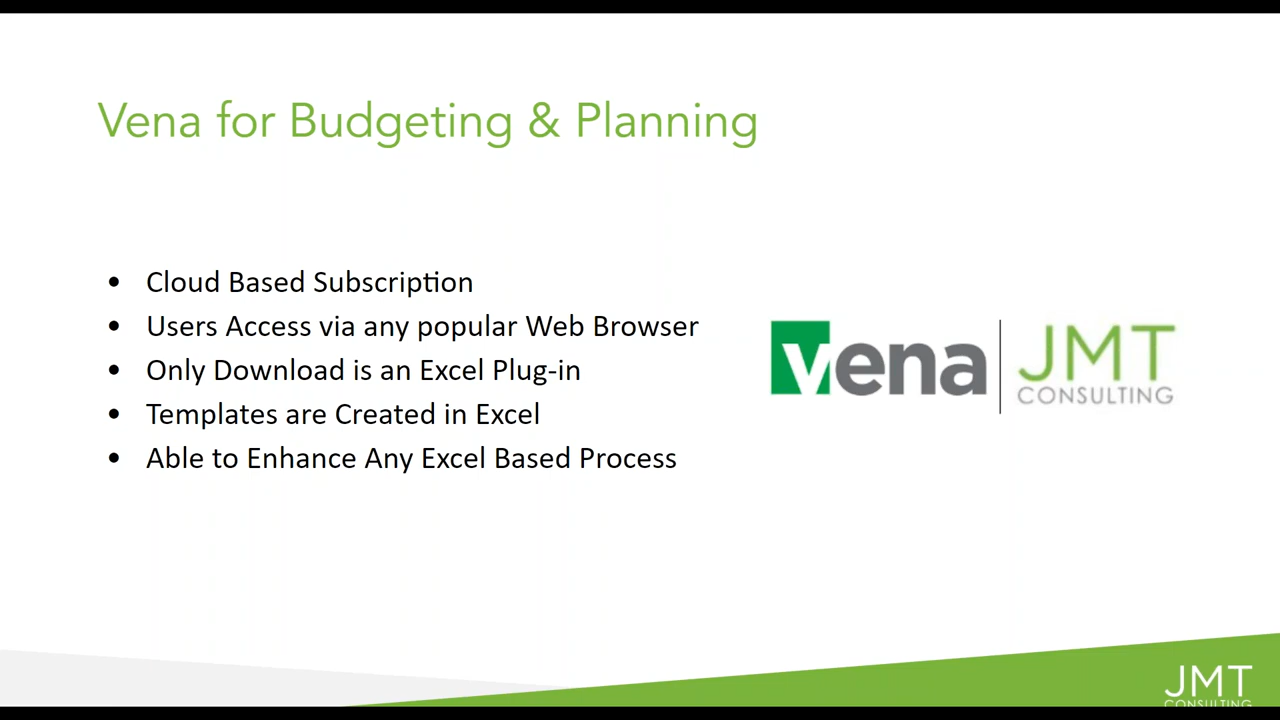 Vena for Budgeting & Planning
• Cloud Based Subscription
• Users Access via any popular Web Browser
• Only Download is an Excel Plug-in
• Templates are Created in Excel
• Able to Enhance Any Excel Based Process
vena
JMT
CONSULTING
JMT
CONSULTING